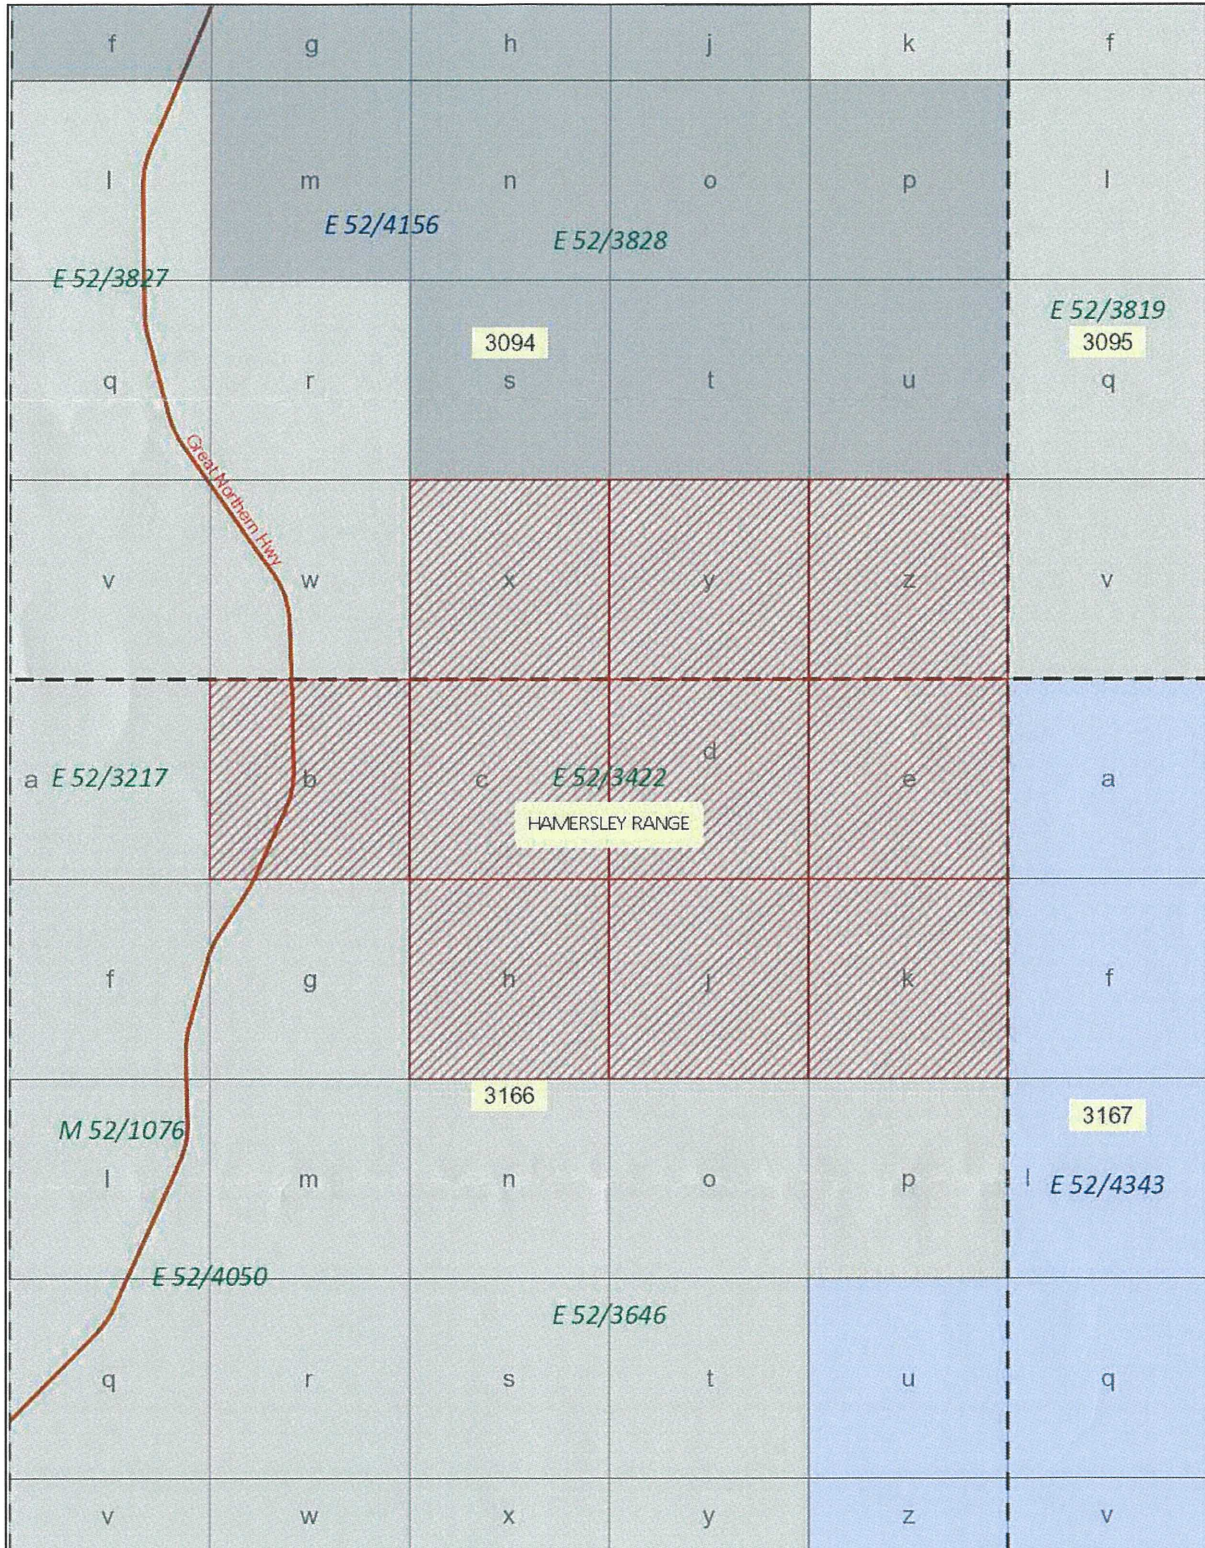 f g h j k f
l m n o p l
E 52/4156
E 52/3828
E 52/3827
E 52/3819
3094 3095
q r s t u q
Great Northern Hwy
v w x y z v
d
a E 52/3217 b c E 52/3422 e a
HAMERSLEY RANGE
f g h j k f
3166
3167
M 52/1076
l m n o p l E 52/4343
E 52/4050
E 52/3646
q r s t u q
v w x y z v